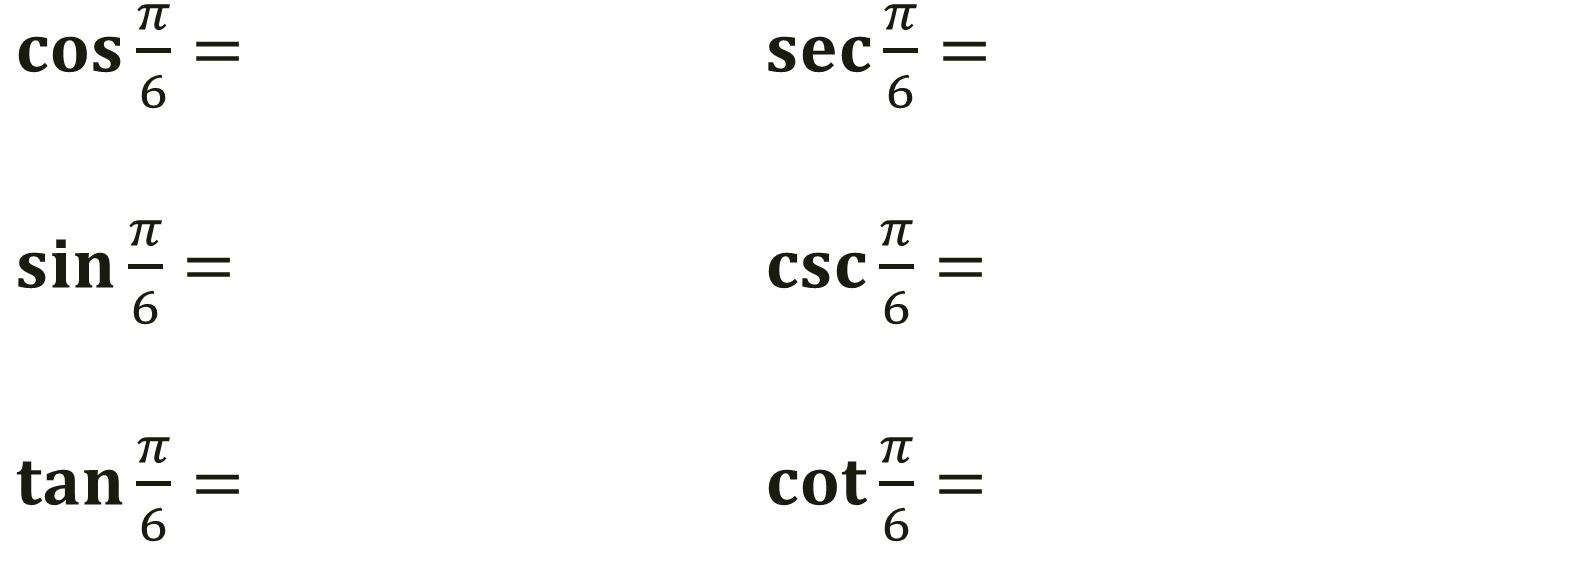 cos π/6 = sec π/6 =
sin π/6 = csc π/6 =
tan π/6 = cot π/6 =